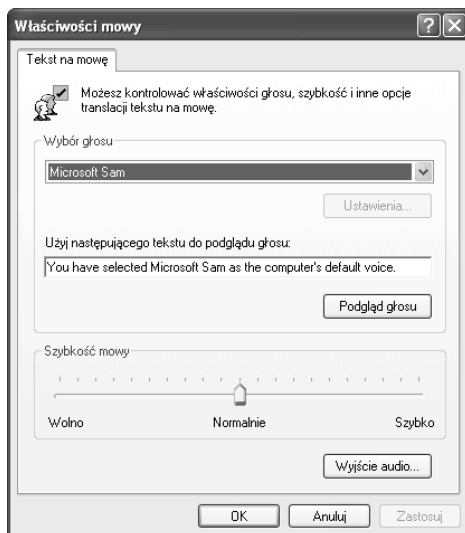 Właściwości mowy
Tekst na mowę
Możesz kontrolować właściwości głosu, szybkość i inne opcje
translacji tekstu na mowę.
Wybór głosu
Microsoft Sam
Ustawienia...
Użyj następującego tekstu do podglądu głosu:
You have selected Microsoft Sam as the computer's default voice.
Podgląd głosu
Szybkość mowy
Wolno Normalnie Szybko
Wyjście audio...
OK Anuluj Zastosuj